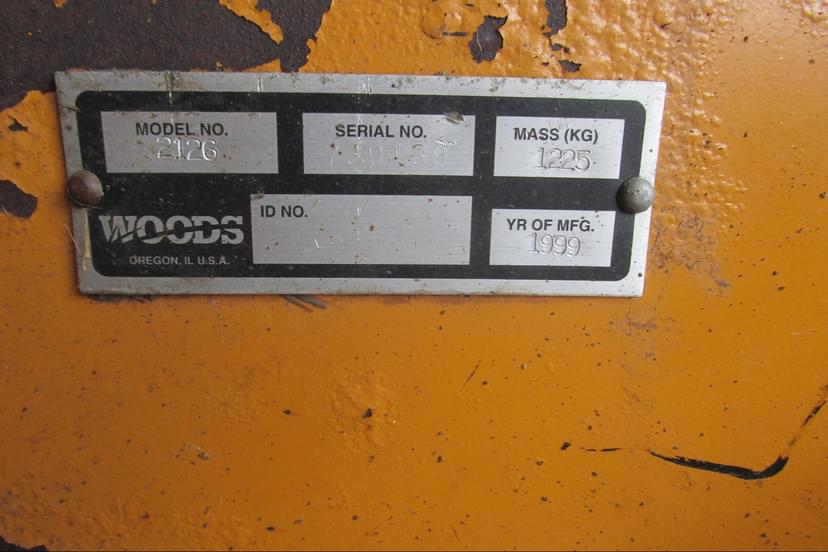 MODEL NO.
2126
SERIAL NO.
MASS (KG)
1225
WOODS
OREGON, IL U.S.A.
ID NO.
YR OF MFG.
1999